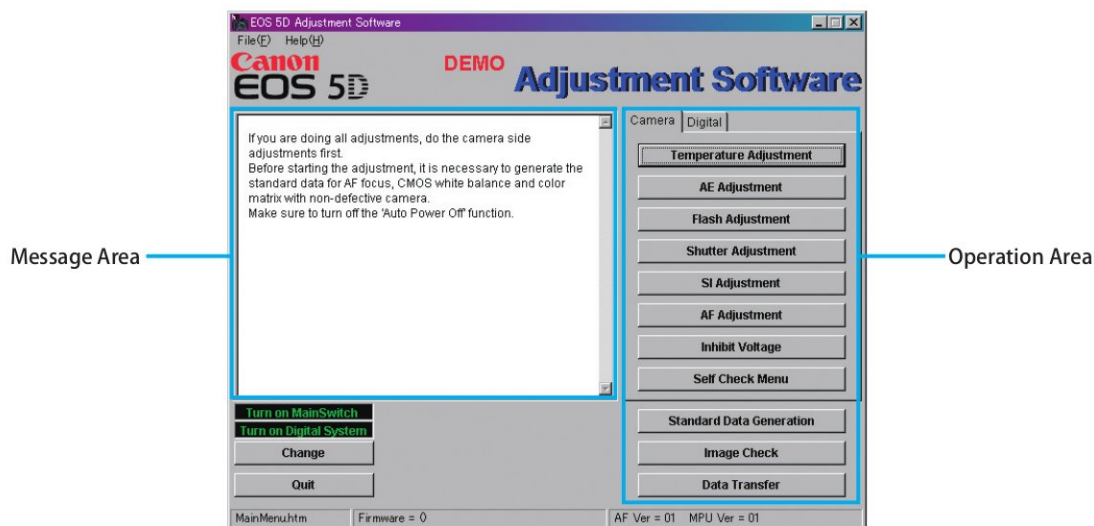 EOS 5D Adjustment Software
File(F) Help(H)
Canon
EOS 5D
DEMO
Adjustment Software
If you are doing all adjustments, do the camera side
adjustments first.
Before starting the adjustment, it is necessary to generate the
standard data for AF focus, CMOS white balance and color
matrix with non-defective camera.
Make sure to turn off the 'Auto Power Off' function.
Camera Digital
Temperature Adjustment
AE Adjustment
Flash Adjustment
Shutter Adjustment
SI Adjustment
AF Adjustment
Inhibit Voltage
Self Check Menu
Message Area
Operation Area
Turn on MainSwitch
Turn on Digital System
Change
Quit
Standard Data Generation
Image Check
Data Transfer
MainMenu.htm
Firmware = 0
AF Ver = 01 MPU Ver = 01